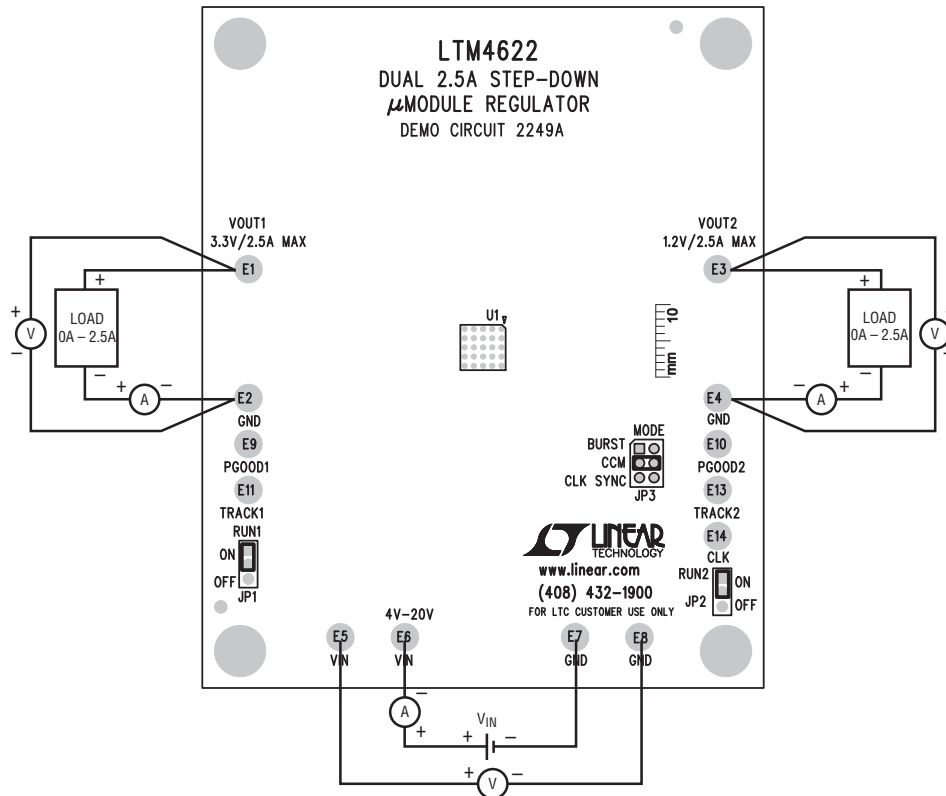 LTM4622
DUAL 2.5A STEP-DOWN
µMODULE REGULATOR
DEMO CIRCUIT 2249A
VOUT1
3.3V/2.5A MAX
E1
+
+
V
–
LOAD
0A – 2.5A
–
+
A
–
E2
GND
E9
PGOOD1
E11
TRACK1
RUN1
ON
OFF
JP1
U1
10
mm
VOUT2
1.2V/2.5A MAX
E3
+
LOAD
0A – 2.5A
+
V
–
–
–
A
+
E4
GND
E10
PGOOD2
E13
TRACK2
E14
CLK
RUN2
ON
JP2
OFF
MODE
BURST
CCM
CLK SYNC
JP3
LINEAR
TECHNOLOGY
www.linear.com
(408) 432-1900
FOR LTC CUSTOMER USE ONLY
4V-20V
E5
VIN
E6
VIN
E7
GND
E8
GND
–
A
+
VIN
+
–
+
V
–